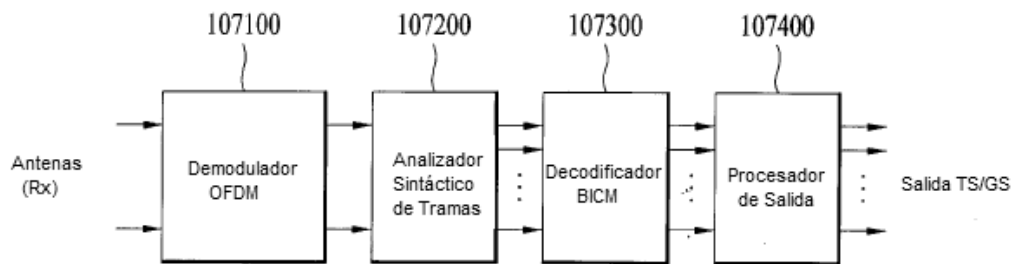 107100
107200
107300
107400
Antenas
(Rx)
Demodulador
OFDM
Analizador
Sintáctico
de Tramas
Decodificador
BICM
Procesador
de Salida
Salida TS/GS